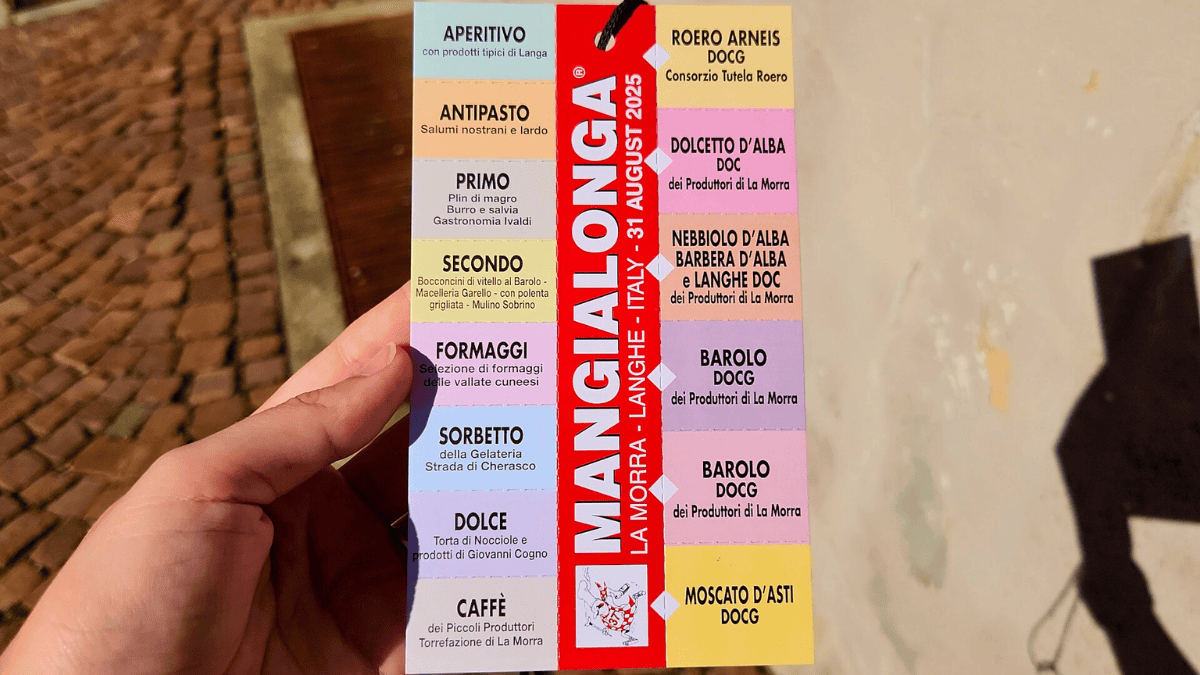 APERITIVO
con prodotti tipici di Langa
ANTIPASTO
Salumi nostrani e lardo
PRIMO
Plin di magro
Burro e salvia
Gastronomia Ivaldi
SECONDO
Bocconcini di vitello al Barolo -
Macelleria Garello - con polenta
grigliata - Mulino Sobrino
FORMAGGI
Selezione di formaggi
delle vallate cuneesi
SORBETTO
della Gelateria
Strada di Cherasco
DOLCE
Torta di Nocciole e
prodotti di Giovanni Cogno
CAFFÈ
dei Piccoli Produttori
Torrefazione di La Morra
MANGIALONGA®
LA MORRA - LANGHE - ITALY - 31 AUGUST 2025
ROERO ARNEIS
DOCG
Consorzio Tutela Roero
DOLCETTO D'ALBA
DOC
dei Produttori di La Morra
NEBBIOLO D'ALBA
BARBERA D'ALBA
e LANGHE DOC
dei Produttori di La Morra
BAROLO
DOCG
dei Produttori di La Morra
BAROLO
DOCG
dei Produttori di La Morra
MOSCATO D'ASTI
DOCG